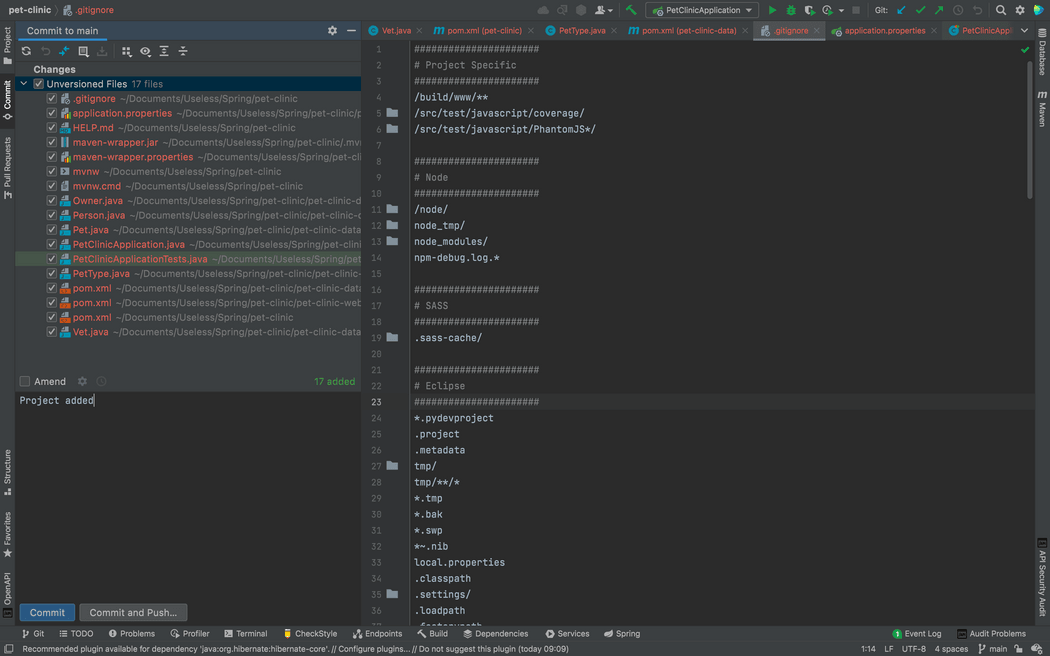 pet-clinic
.gitignore
PetClinicApplication
Git:
Commit to main
Vet.java
pom.xml (pet-clinic)
PetType.java
pom.xml (pet-clinic-data)
.gitignore
application.properties
PetClinicAppl
Project
Commit
Pull Requests
Structure
Favorites
OpenAPI
Changes
Unversioned Files 17 files
.gitignore ~/Documents/Useless/Spring/pet-clinic
application.properties ~/Documents/Useless/Spring/pet-clinic/p
HELP.md ~/Documents/Useless/Spring/pet-clinic
maven-wrapper.jar ~/Documents/Useless/Spring/pet-clinic/.mv
maven-wrapper.properties ~/Documents/Useless/Spring/pet-cli
mvnw ~/Documents/Useless/Spring/pet-clinic
mvnw.cmd ~/Documents/Useless/Spring/pet-clinic
Owner.java ~/Documents/Useless/Spring/pet-clinic/pet-clinic-d
Person.java ~/Documents/Useless/Spring/pet-clinic/pet-clinic-d
Pet.java ~/Documents/Useless/Spring/pet-clinic/pet-clinic-data
PetClinicApplication.java ~/Documents/Useless/Spring/pet-clini
PetClinicApplicationTests.java ~/Documents/Useless/Spring/pet
PetType.java ~/Documents/Useless/Spring/pet-clinic/pet-clinic-
pom.xml ~/Documents/Useless/Spring/pet-clinic/pet-clinic-data
pom.xml ~/Documents/Useless/Spring/pet-clinic/pet-clinic-web
pom.xml ~/Documents/Useless/Spring/pet-clinic
Vet.java ~/Documents/Useless/Spring/pet-clinic/pet-clinic-data
Amend
17 added
Project added
Commit
Commit and Push...
1 ######################
2 # Project Specific
3 ######################
4 /build/www/**
5 /src/test/javascript/coverage/
6 /src/test/javascript/PhantomJS*/
7
8 ######################
9 # Node
10 ######################
11 /node/
12 node_tmp/
13 node_modules/
14 npm-debug.log.*
15
16 ######################
17 # SASS
18 ######################
19 .sass-cache/
20
21 ######################
22 # Eclipse
23 ######################
24 *.pydevproject
25 .project
26 .metadata
27 tmp/
28 tmp/**/*
29 *.tmp
30 *.bak
31 *.swp
32 *~.nib
33 local.properties
34 .classpath
35 .settings/
36 .loadpath
Database
Maven
API Security Audit
Git
TODO
Problems
Profiler
Terminal
CheckStyle
Endpoints
Build
Dependencies
Services
Spring
1 Event Log
Audit Problems
Recommended plugin available for dependency 'java:org.hibernate:hibernate-core'. // Configure plugins... // Do not suggest this plugin (today 09:09)
1:14
LF
UTF-8
4 spaces
main